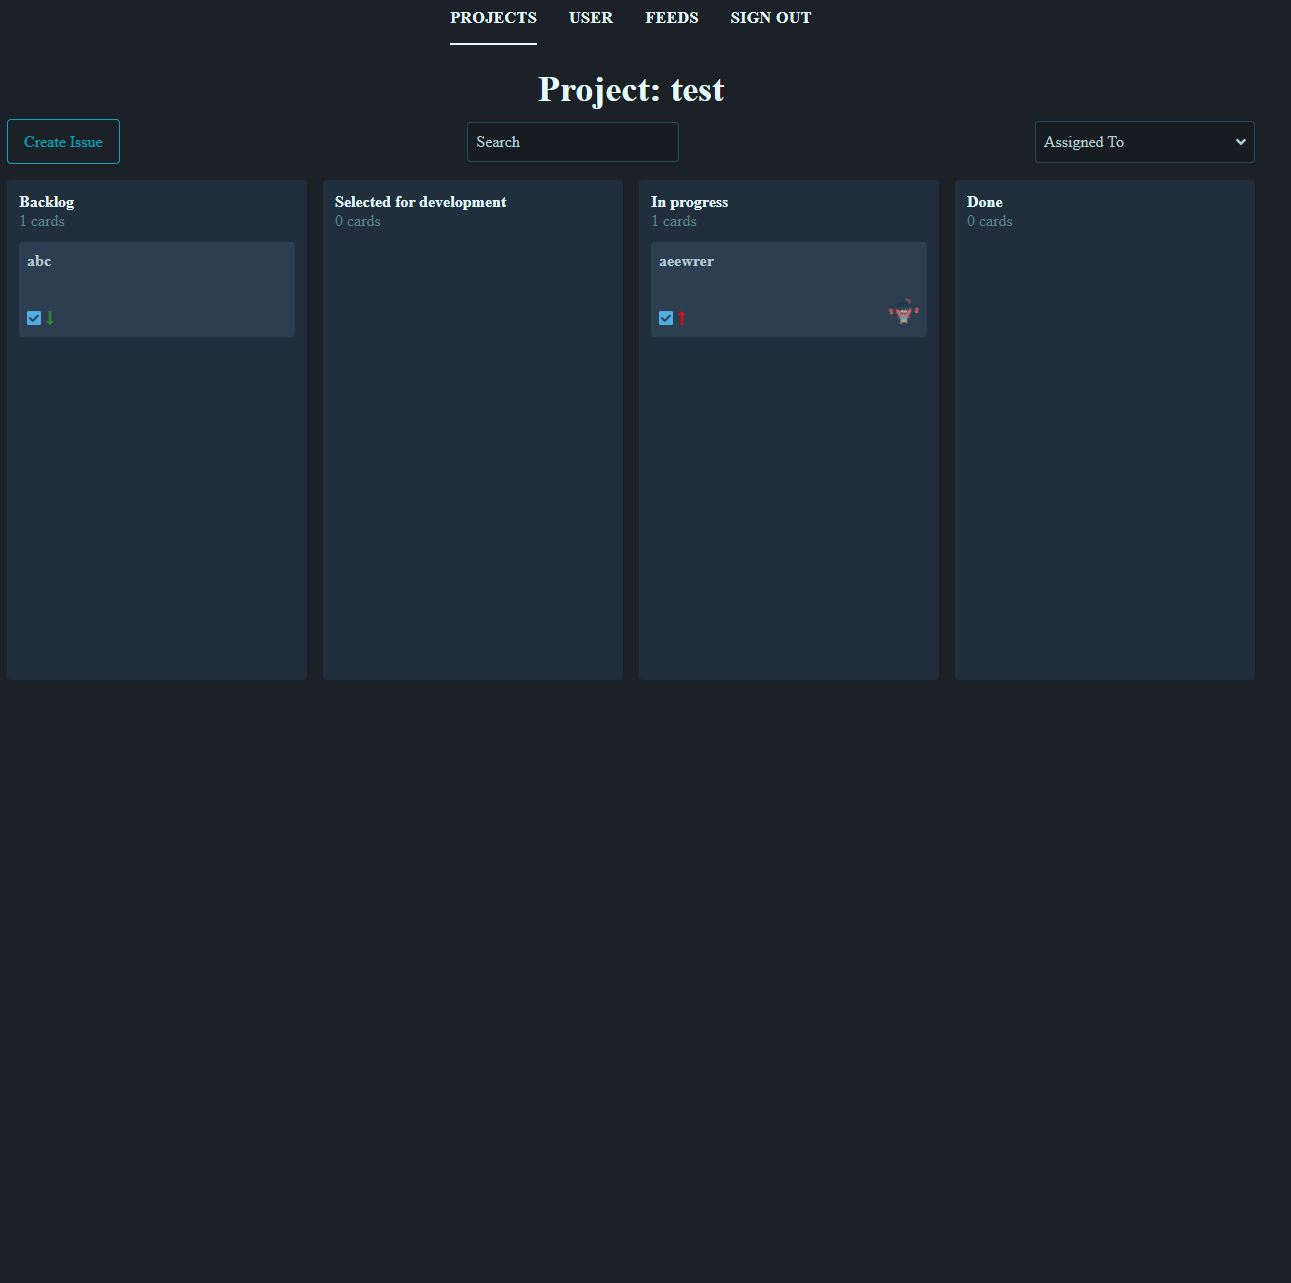 PROJECTS USER FEEDS SIGN OUT
Project: test
Create Issue
Search
Assigned To
Backlog
1 cards
abc
Selected for development
0 cards
In progress
1 cards
aeewrer
Done
0 cards